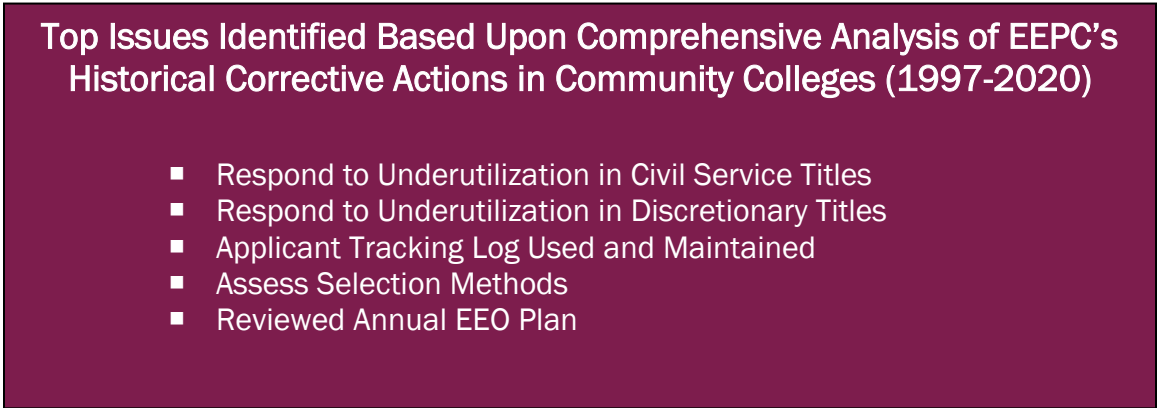 Top Issues Identified Based Upon Comprehensive Analysis of EEPC’s
Historical Corrective Actions in Community Colleges (1997-2020)
▪ Respond to Underutilization in Civil Service Titles
▪ Respond to Underutilization in Discretionary Titles
▪ Applicant Tracking Log Used and Maintained
▪ Assess Selection Methods
▪ Reviewed Annual EEO Plan